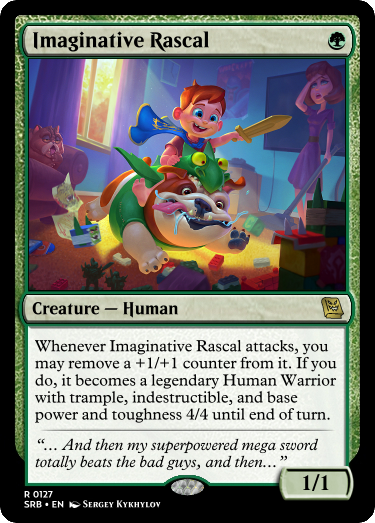 Imaginative Rascal
Creature — Human
Whenever Imaginative Rascal attacks, you
may remove a +1/+1 counter from it. If you
do, it becomes a legendary Human Warrior
with trample, indestructible, and base
power and toughness 4/4 until end of turn.
“… And then my superpowered mega sword
totally beats the bad guys, and then…”
1/1
R 0127
SRB • EN Sergey Kykhylov